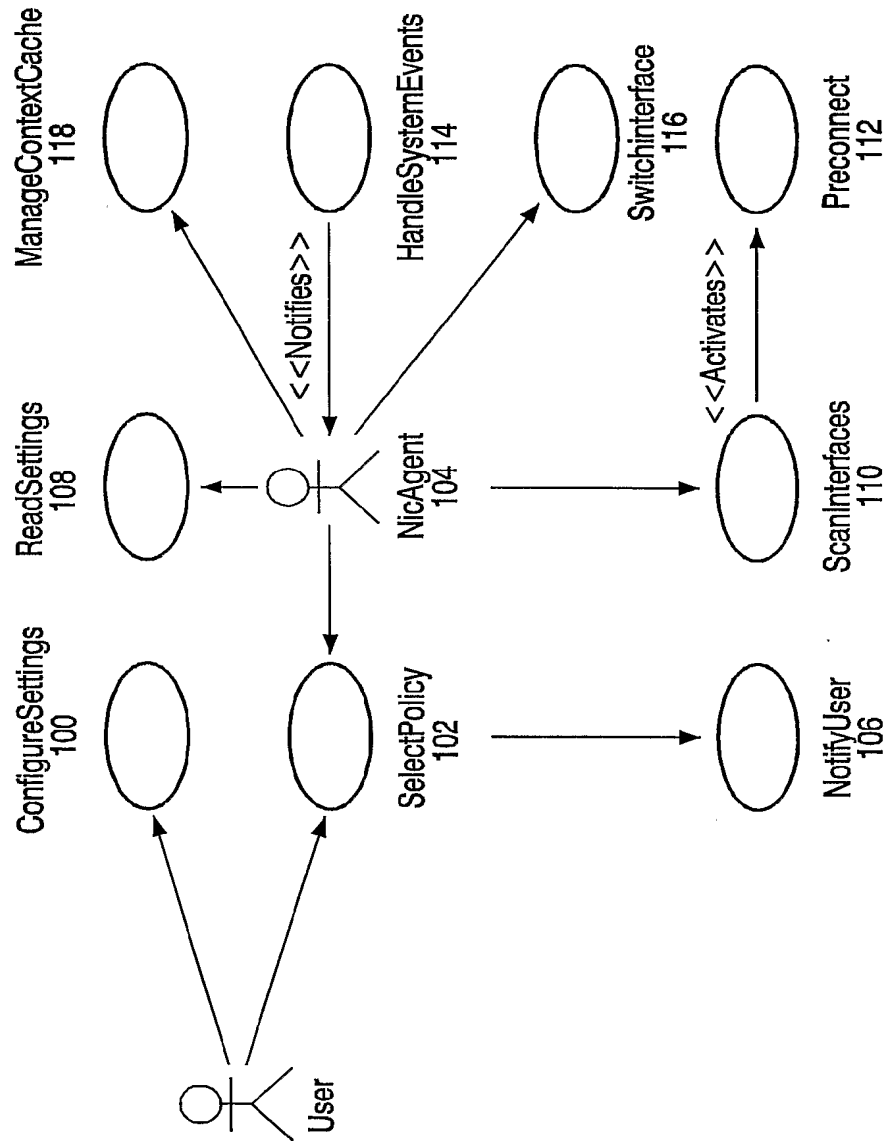 User
ConfigureSettings
100
SelectPolicy
102
NotifyUser
106
ReadSettings
108
NicAgent
104
ScanInterfaces
110
ManageContextCache
118
<<Notifies>>
HandleSystemEvents
114
Switchinterface
116
<<Activates>>
Preconnect
112